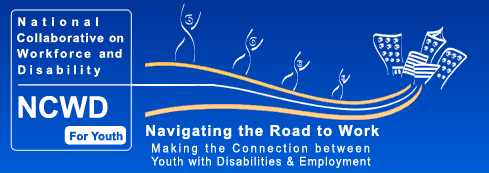 National
Collaborative on
Workforce and
Disability
NCWD
For Youth
Navigating the Road to Work
Making the Connection between
Youth with Disabilities & Employment